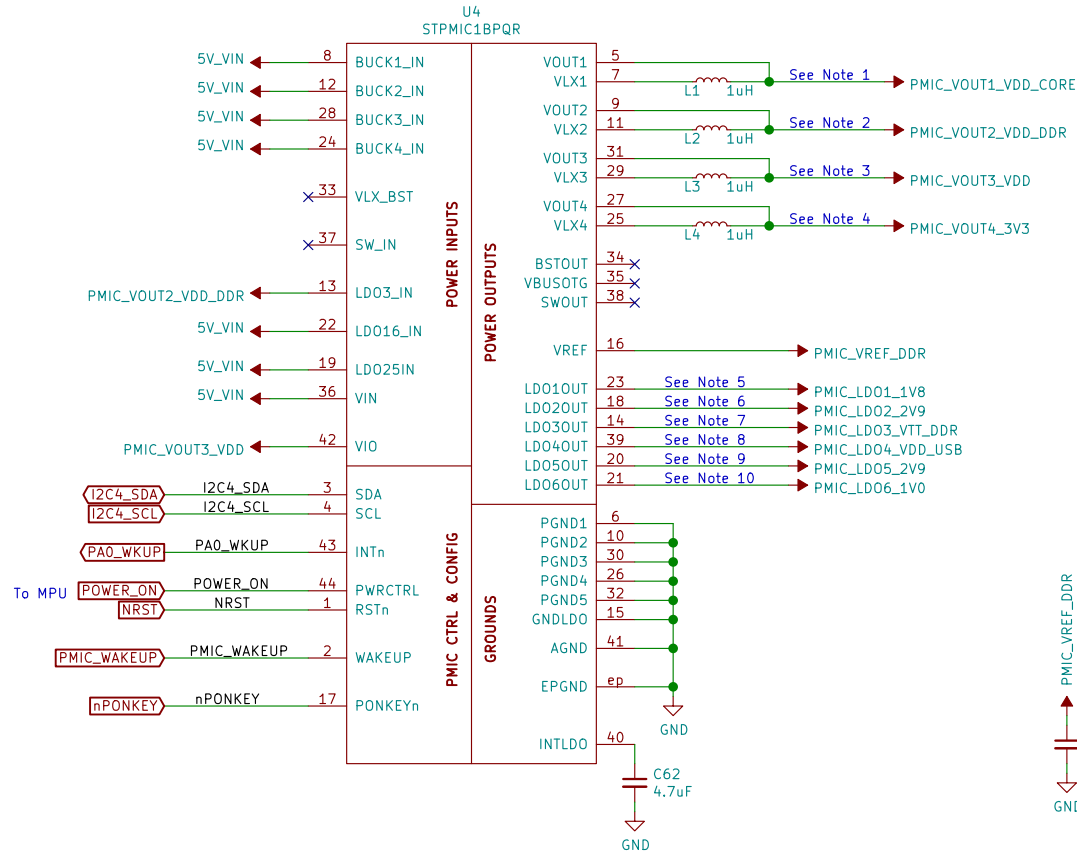 U4
STPMIC1BPQR
5V_VIN 8 BUCK1_IN
5V_VIN 12 BUCK2_IN
5V_VIN 28 BUCK3_IN
5V_VIN 24 BUCK4_IN
33 VLX_BST
37 SW_IN
PMIC_VOUT2_VDD_DDR 13 LDO3_IN
5V_VIN 22 LDO16_IN
5V_VIN 19 LDO25IN
5V_VIN 36 VIN
PMIC_VOUT3_VDD 42 VIO
POWER INPUTS
POWER OUTPUTS
I2C4_SDA I2C4_SDA 3 SDA
I2C4_SCL I2C4_SCL 4 SCL
PA0_WKUP PA0_WKUP 43 INTn
To MPU
POWER_ON POWER_ON 44 PWRCTRL
NRST NRST 1 RSTn
PMIC_WAKEUP PMIC_WAKEUP 2 WAKEUP
nPONKEY nPONKEY 17 PONKEYn
PMIC CTRL & CONFIG
GROUNDS
VOUT1 5
VLX1 7 L1 1uH See Note 1 PMIC_VOUT1_VDD_CORE
VOUT2 9
VLX2 11 L2 1uH See Note 2 PMIC_VOUT2_VDD_DDR
VOUT3 31
VLX3 29 L3 1uH See Note 3 PMIC_VOUT3_VDD
VOUT4 27
VLX4 25 L4 1uH See Note 4 PMIC_VOUT4_3V3
BSTOUT 34
VBUSOTG 35
SWOUT 38
VREF 16 PMIC_VREF_DDR
LDO1OUT 23 See Note 5 PMIC_LDO1_1V8
LDO2OUT 18 See Note 6 PMIC_LDO2_2V9
LDO3OUT 14 See Note 7 PMIC_LDO3_VTT_DDR
LDO4OUT 39 See Note 8 PMIC_LDO4_VDD_USB
LDO5OUT 20 See Note 9 PMIC_LDO5_2V9
LDO6OUT 21 See Note 10 PMIC_LDO6_1V0
PGND1 6
PGND2 10
PGND3 30
PGND4 26
PGND5 32
GNDLDO 15
AGND 41
EPGND ep
GND
INTLDO 40
C62
4.7uF
GND
PMIC_VREF_DDR
GND